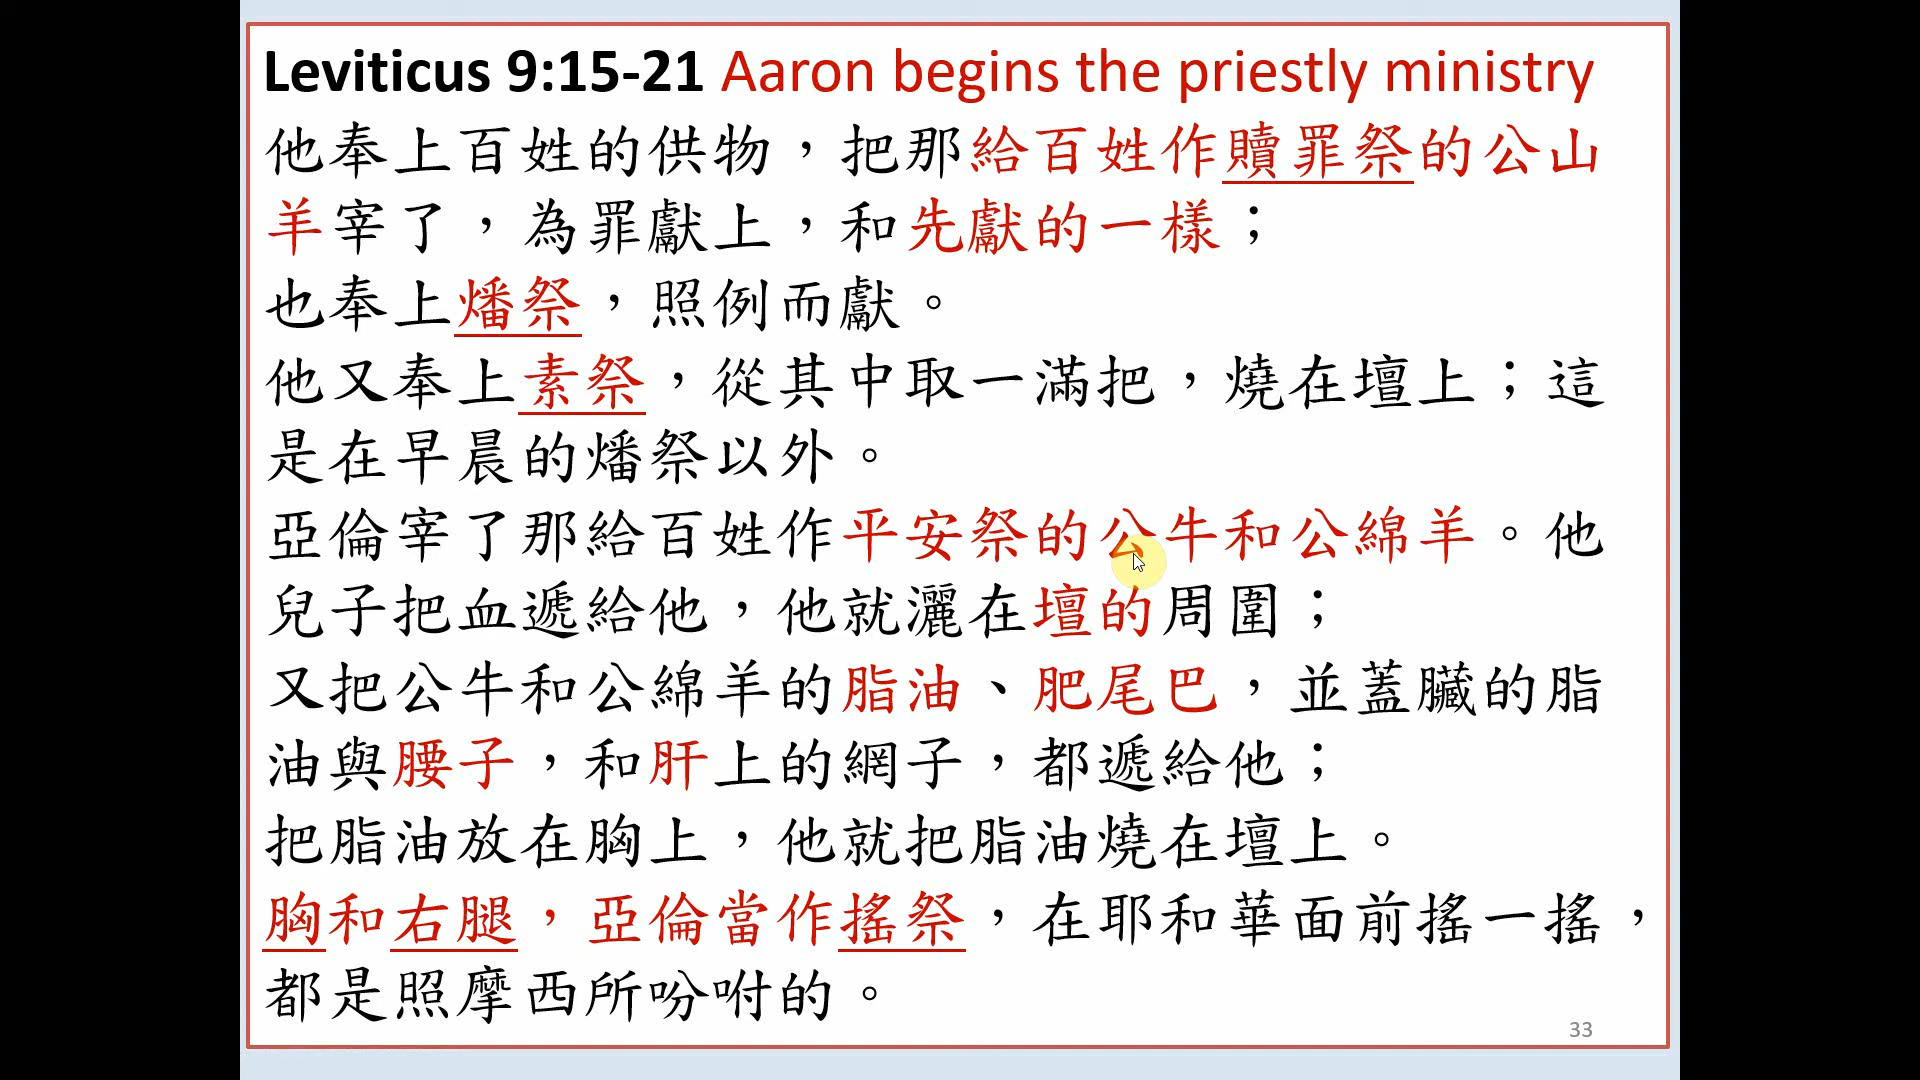 Leviticus 9:15-21 Aaron begins the priestly ministry
他奉上百姓的供物，把那給百姓作贖罪祭的公山
羊宰了，為罪獻上，和先獻的一樣；
也奉上燔祭，照例而獻。
他又奉上素祭，從其中取一滿把，燒在壇上；這
是在早晨的燔祭以外。
亞倫宰了那給百姓作平安祭的公牛和公綿羊。他
兒子把血遞給他，他就灑在壇的周圍；
又把公牛和公綿羊的脂油、肥尾巴，並蓋臟的脂
油與腰子，和肝上的網子，都遞給他；
把脂油放在胸上，他就把脂油燒在壇上。
胸和右腿，亞倫當作搖祭，在耶和華面前搖一搖，
都是照摩西所吩咐的。
33